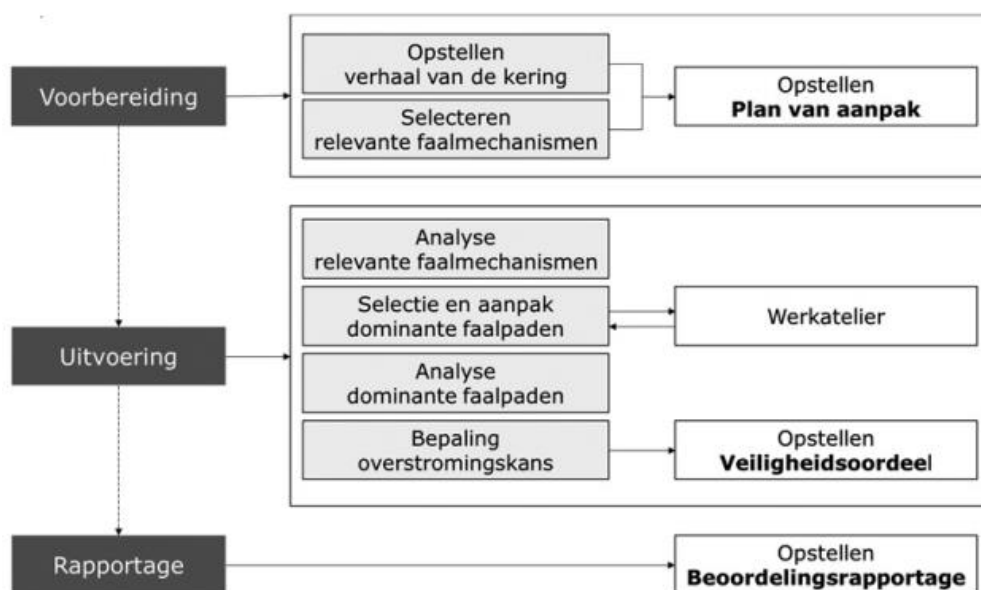 Voorbereiding
Opstellen
verhaal van de kering
Selecteren
relevante faalmechanismen
Opstellen
Plan van aanpak
Uitvoering
Analyse
relevante faalmechanismen
Selectie en aanpak
dominante faalpaden
Werkatelier
Analyse
dominante faalpaden
Bepaling
overstromingskans
Opstellen
Veiligheidsoordeel
Rapportage
Opstellen
Beoordelingsrapportage